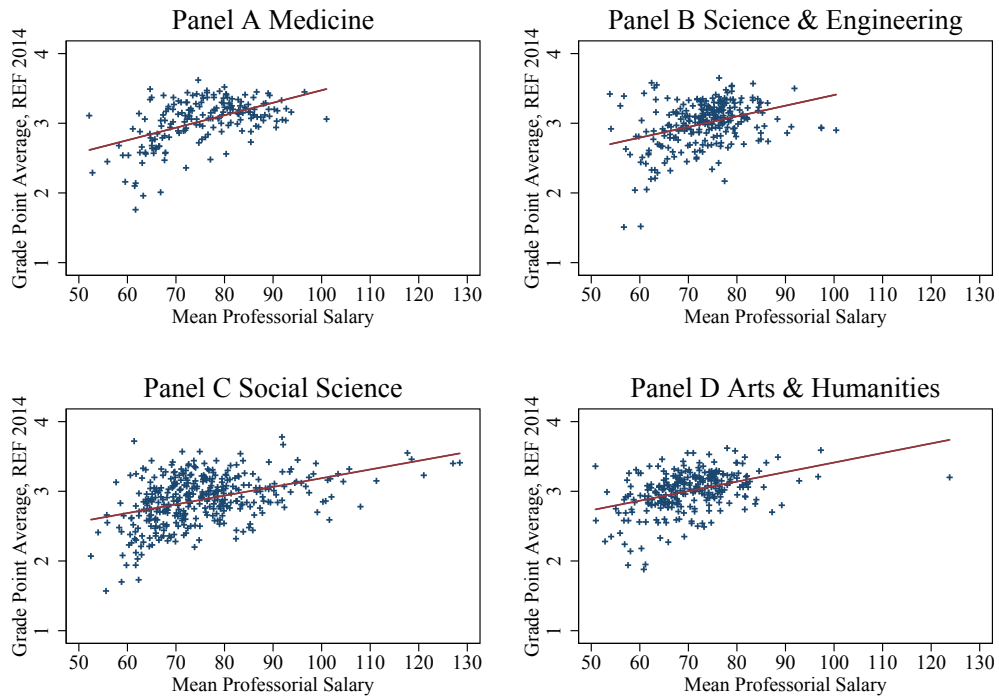 Panel A Medicine
Grade Point Average, REF 2014
4
3
2
1
50 60 70 80 90 100 110 120 130
Mean Professorial Salary
Panel B Science & Engineering
Grade Point Average, REF 2014
4
3
2
1
50 60 70 80 90 100 110 120 130
Mean Professorial Salary
Panel C Social Science
Grade Point Average, REF 2014
4
3
2
1
50 60 70 80 90 100 110 120 130
Mean Professorial Salary
Panel D Arts & Humanities
Grade Point Average, REF 2014
4
3
2
1
50 60 70 80 90 100 110 120 130
Mean Professorial Salary